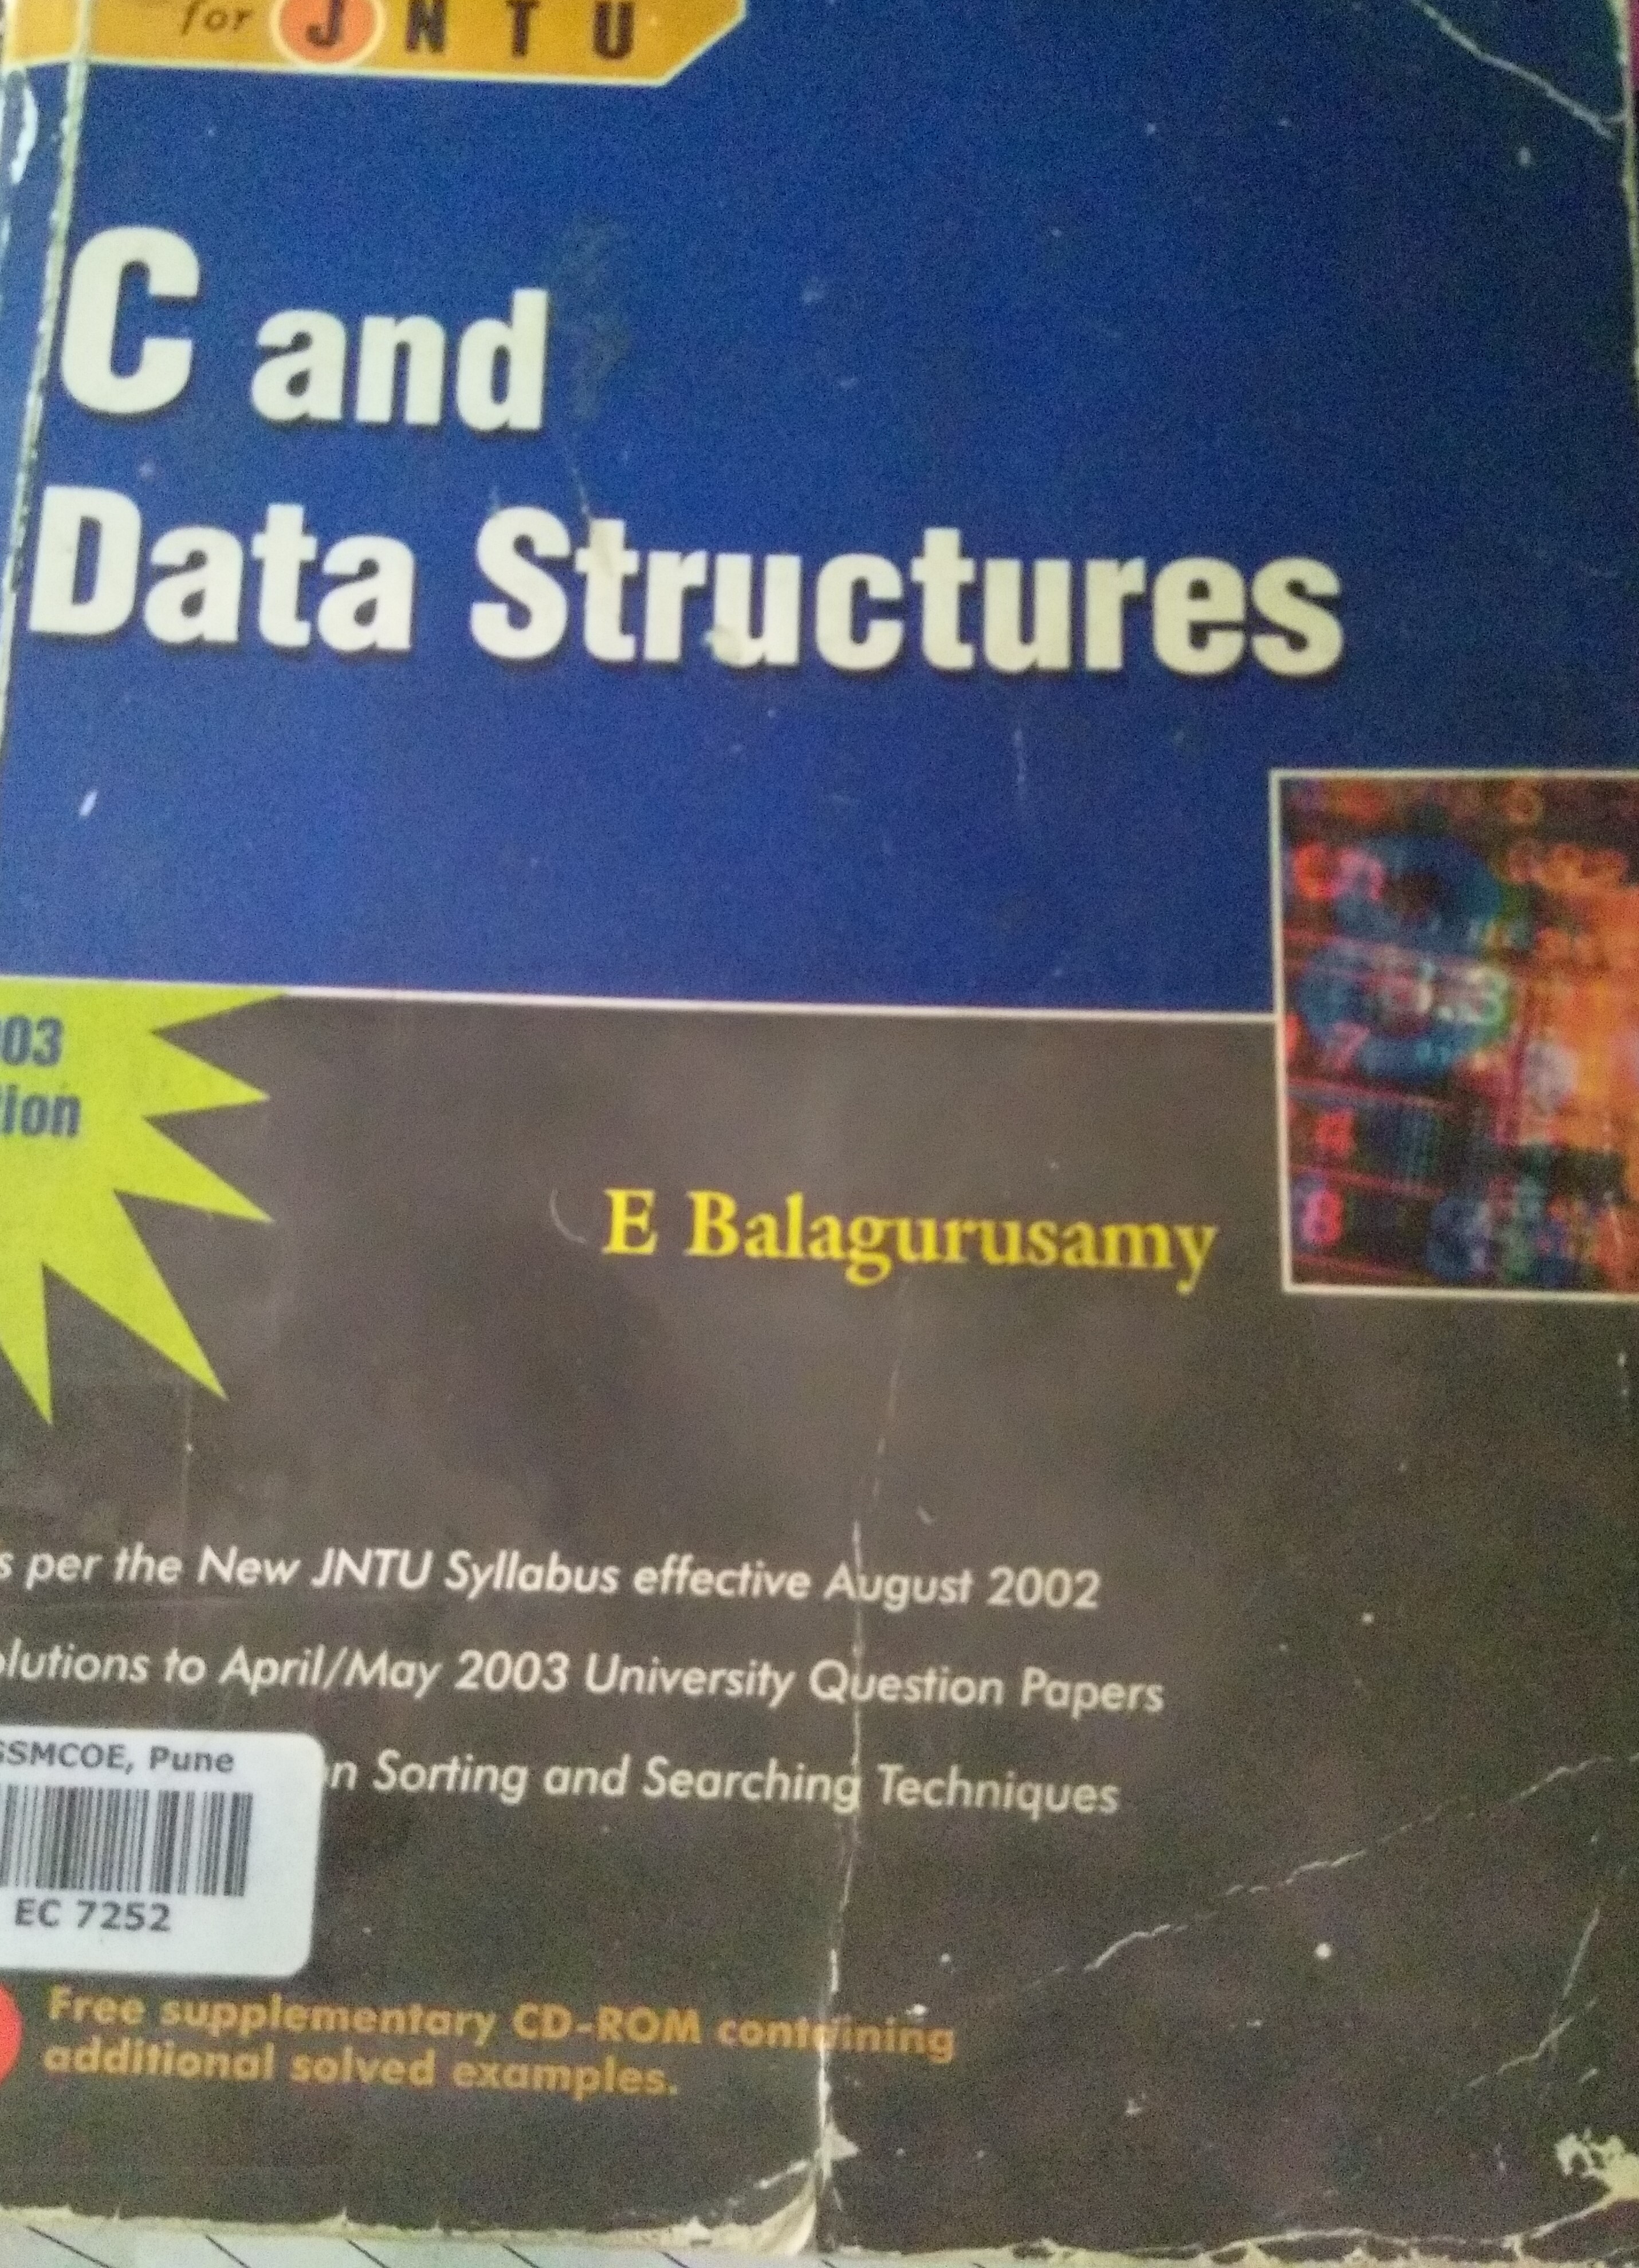 for JNTU
C and
Data Structures
03
tion
E Balagurusamy
s per the New JNTU Syllabus effective August 2002
olutions to April/May 2003 University Question Papers
n Sorting and Searching Techniques
SSMCOE, Pune
EC 7252
Free supplementary CD-ROM containing
additional solved examples.